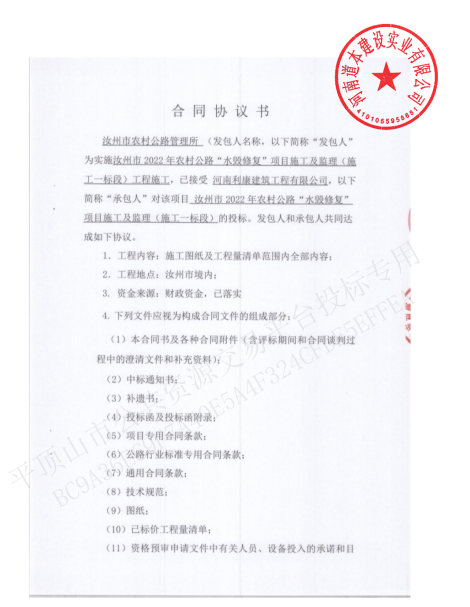 河南道本建设实业有限公司
4101055958681
合同协议书
汝州市农村公路管理所（发包人名称，以下简称“发包人”
为实施汝州市 2022 年农村公路“水毁修复”项目施工及监理（施
工一标段）工程施工，已接受 河南利康建筑工程有限公司，以下
简称“承包人”对该项目 汝州市 2022 年农村公路“水毁修复”
项目施工及监理（施工一标段）的投标。发包人和承包人共同达
成如下协议。
1. 工程内容：施工图纸及工程量清单范围内全部内容；
2. 工程地点：汝州市境内；
3. 资金来源：财政资金，已落实
4. 下列文件应视为构成合同文件的组成部分：
（1）本合同书及各种合同附件（含评标期间和合同谈判过
程中的澄清文件和补充资料）；
（2）中标通知书；
（3）补遗书；
（4）投标函及投标函附录；
（5）项目专用合同条款；
（6）公路行业标准专用合同条款；
（7）通用合同条款；
（8）技术规范；
（9）图纸；
（10）已标价工程量清单；
（11）资格预审申请文件中有关人员、设备投入的承诺和目
平顶山市公共资源交易平台投标专用